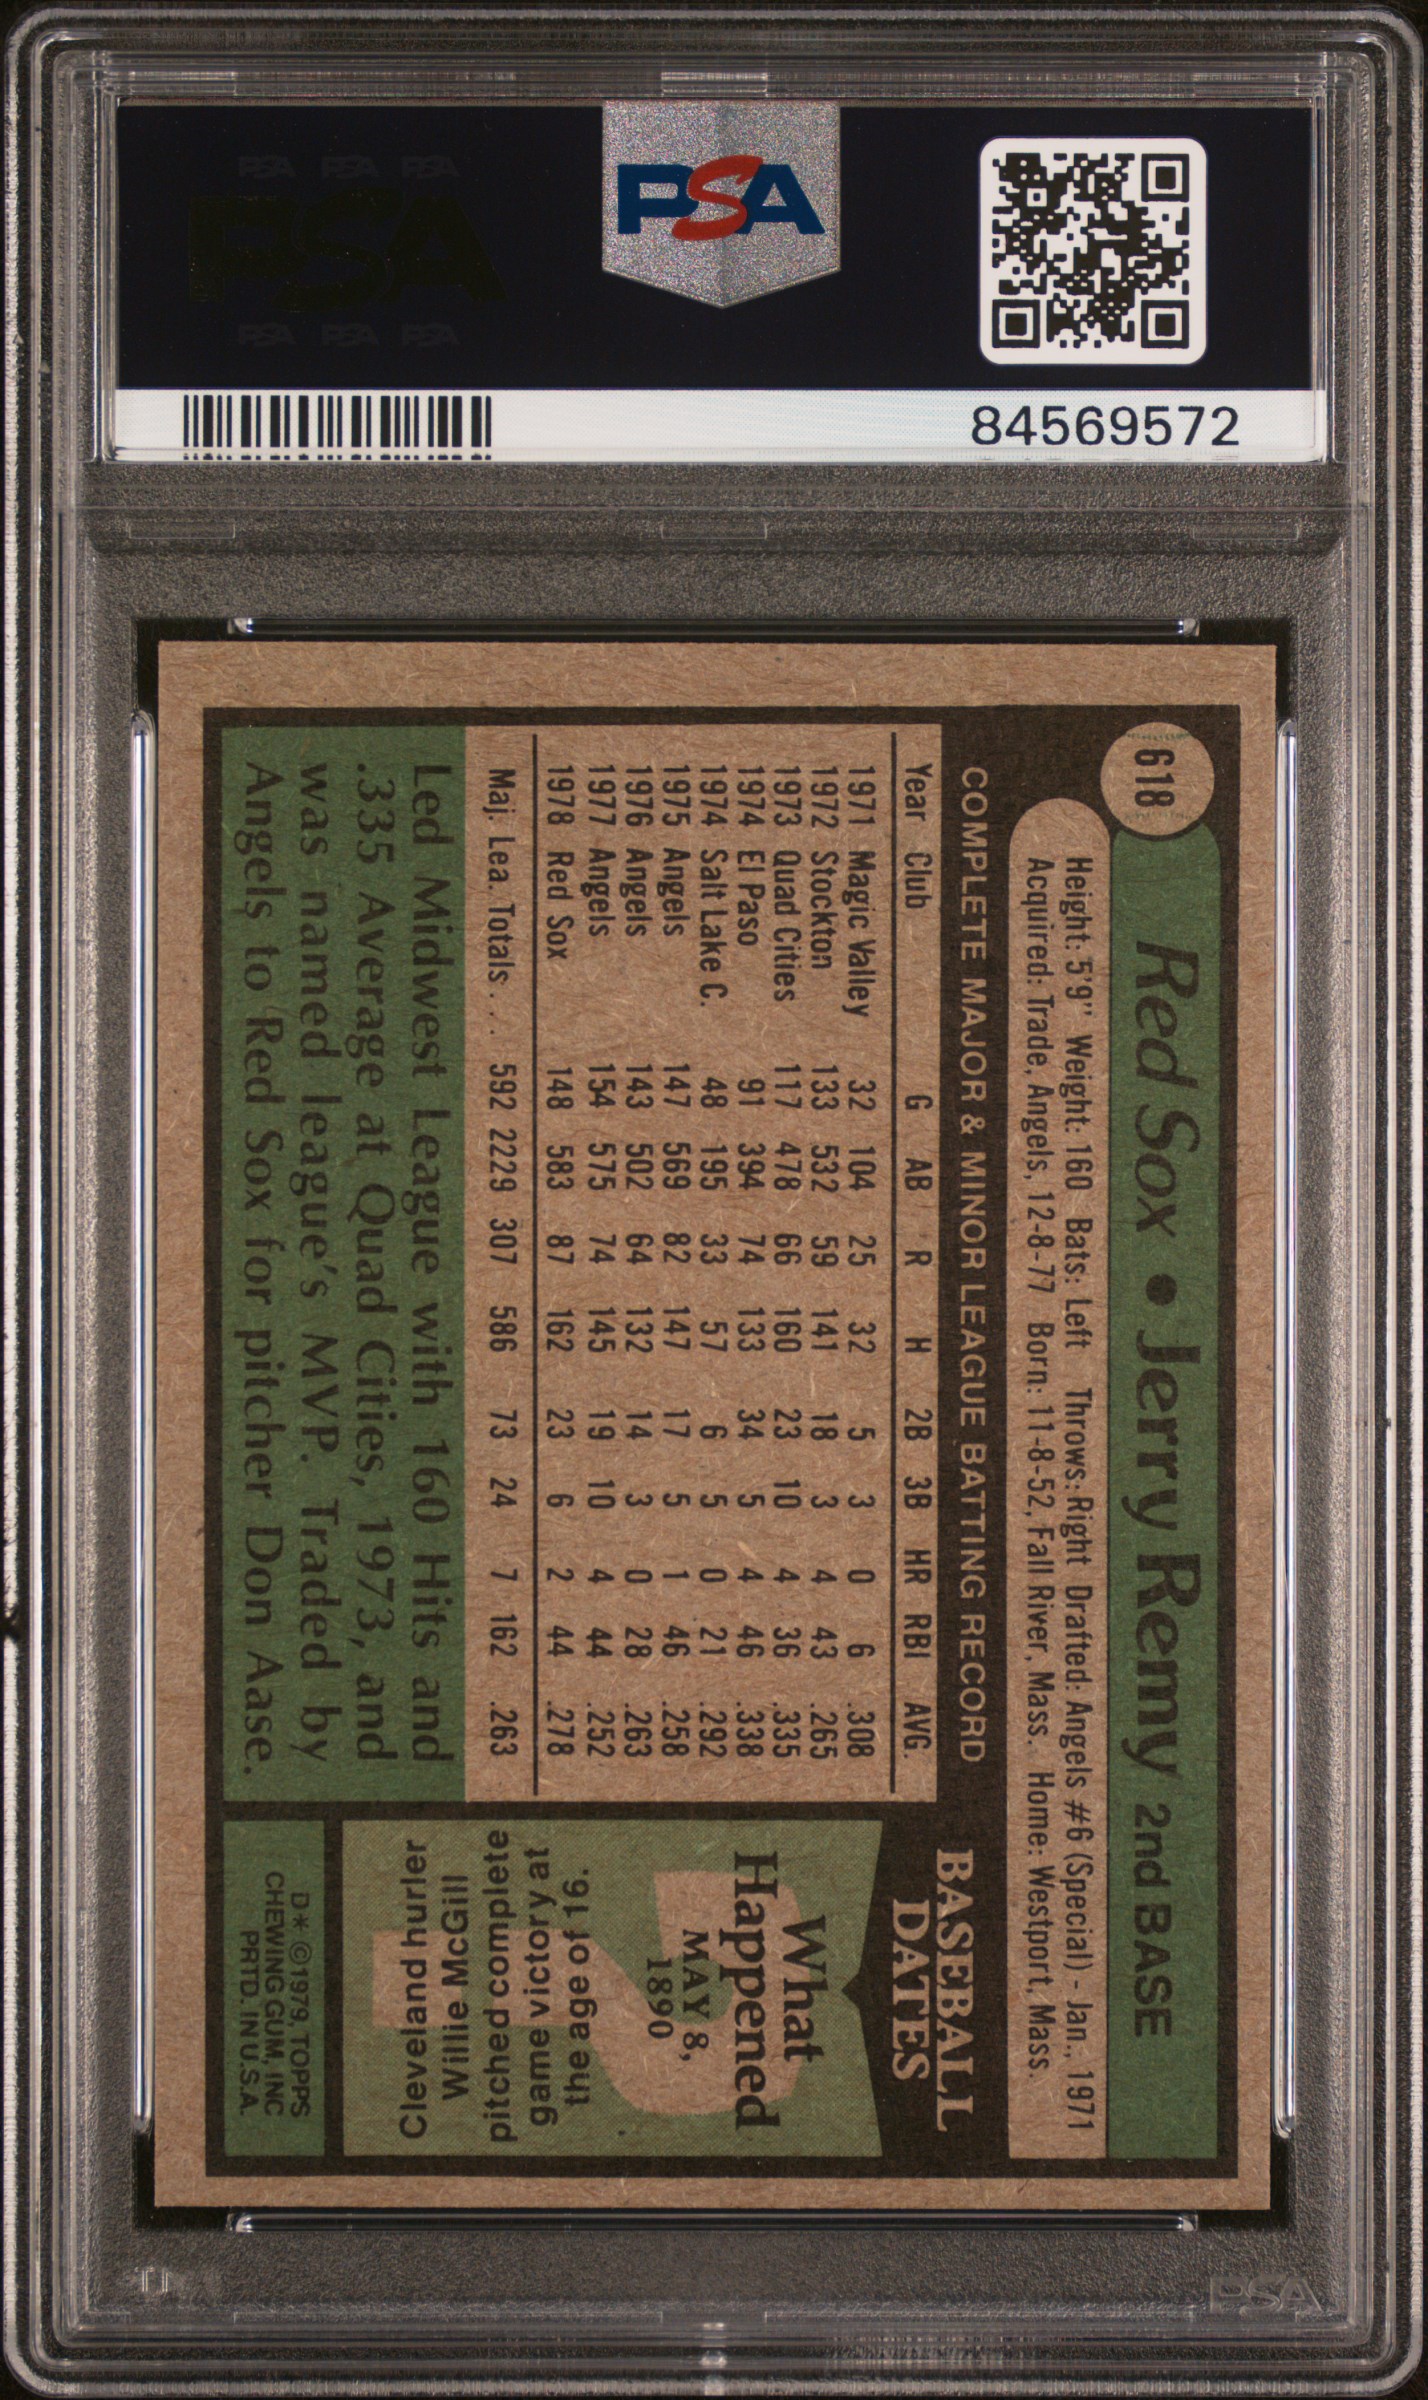 PSA PSA PSA
PSA
PSA PSA PSA
PSA
84569572
618
Red Sox • Jerry Remy 2nd BASE
Height: 5'9" Weight: 160 Bats: Left Throws: Right Drafted: Angels #6 (Special) - Jan., 1971
Acquired: Trade, Angels, 12-8-77 Born: 11-8-52, Fall River, Mass. Home: Westport, Mass.
COMPLETE MAJOR & MINOR LEAGUE BATTING RECORD
Year Club G AB R H 2B 3B HR RBI AVG.
1971 Magic Valley 32 104 25 32 5 3 0 6 .308
1972 Stockton 133 532 59 141 18 3 4 43 .265
1973 Quad Cities 117 478 66 160 23 10 4 36 .335
1974 El Paso 91 394 74 133 34 5 4 46 .338
1974 Salt Lake C. 48 195 33 57 6 5 0 21 .292
1975 Angels 147 569 82 147 17 5 1 46 .258
1976 Angels 143 502 64 132 14 3 0 28 .263
1977 Angels 154 575 74 145 19 10 4 44 .252
1978 Red Sox 148 583 87 162 23 6 2 44 .278
Maj. Lea. Totals . . . 592 2229 307 586 73 24 7 162 .263
Led Midwest League with 160 Hits and
.335 Average at Quad Cities, 1973, and
was named league's MVP. Traded by
Angels to Red Sox for pitcher Don Aase.
BASEBALL
DATES
What
Happened
MAY 8,
1890
Cleveland hurler
Willie McGill
pitched complete
game victory at
the age of 16.
D* ©1979, TOPPS
CHEWING GUM, INC
PRTD. IN U.S.A.
PSA